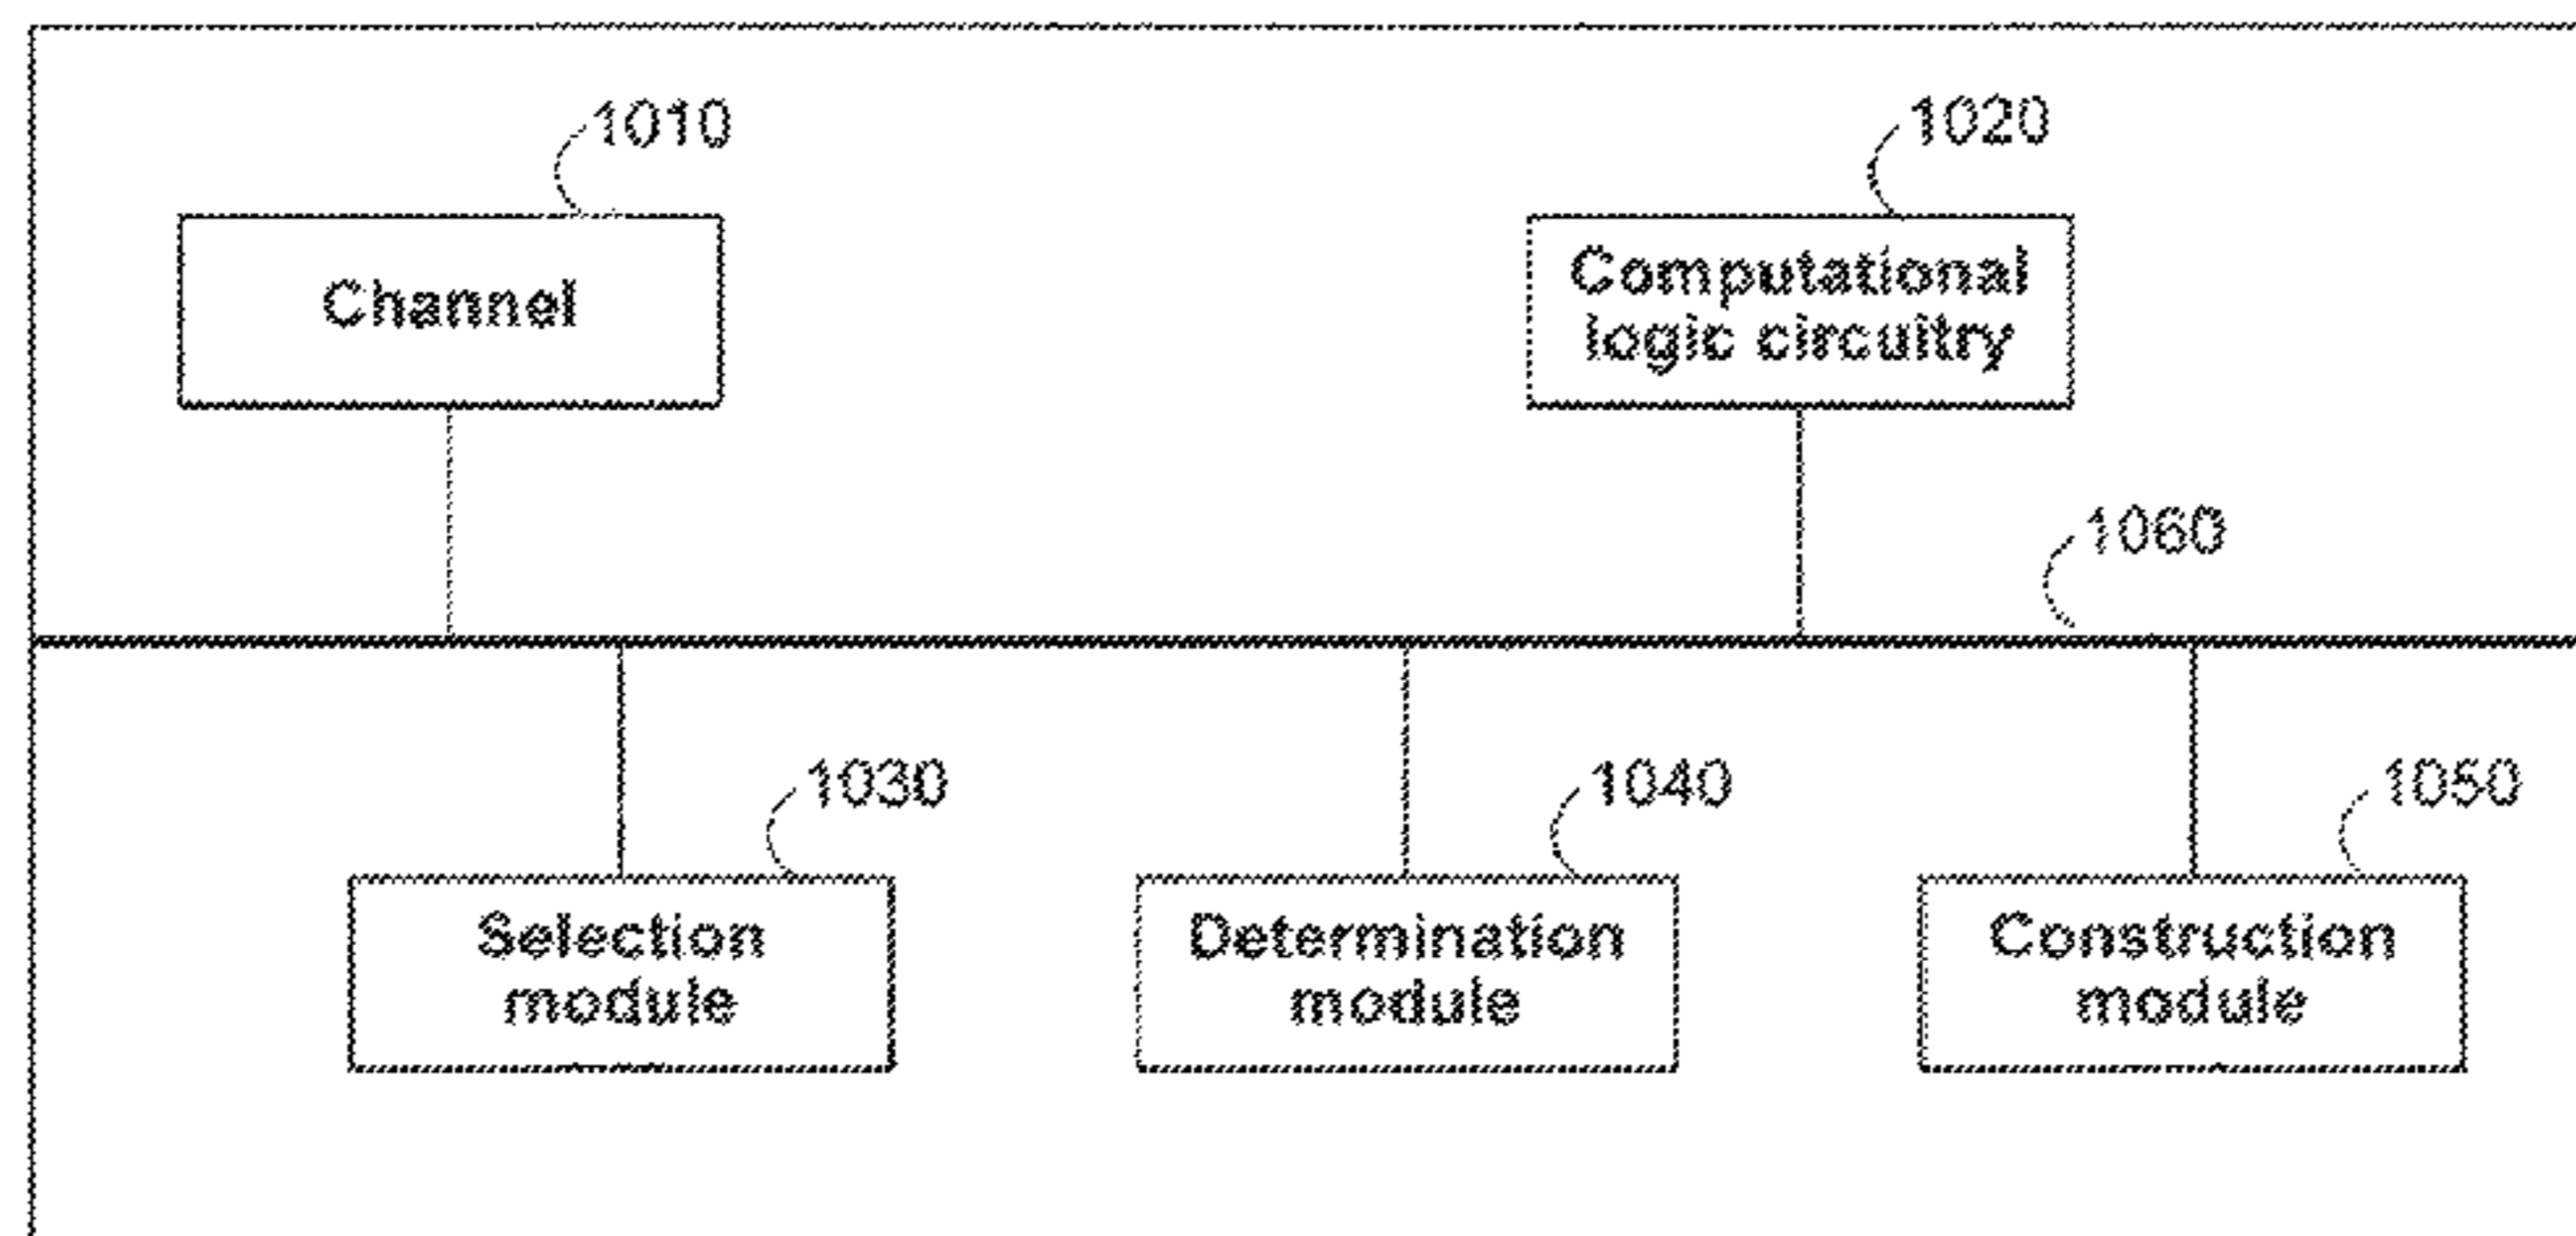 1010
1020
Channel
Computational
logic circuitry
1060
1030
1040
1050
Selection
module
Determination
module
Construction
module